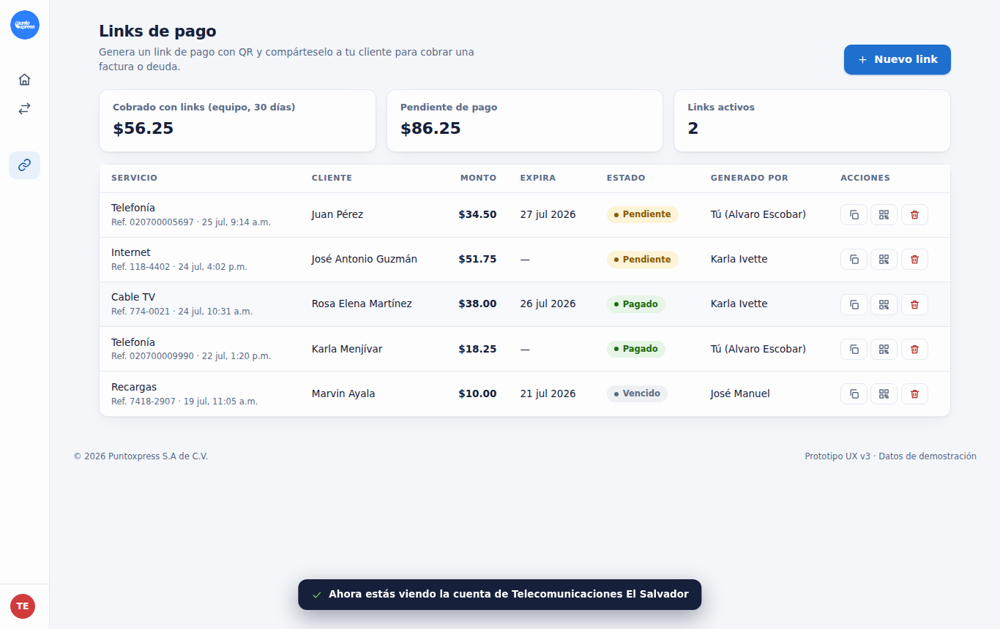 punto
xpress
Links de pago
Genera un link de pago con QR y compárteselo a tu cliente para cobrar una
factura o deuda.
+ Nuevo link
Cobrado con links (equipo, 30 días)
$56.25
Pendiente de pago
$86.25
Links activos
2
SERVICIO CLIENTE MONTO EXPIRA ESTADO GENERADO POR ACCIONES
Telefonía
Ref. 020700005697 · 25 jul, 9:14 a.m.
Juan Pérez $34.50 27 jul 2026 Pendiente Tú (Alvaro Escobar)
Internet
Ref. 118-4402 · 24 jul, 4:02 p.m.
José Antonio Guzmán $51.75 — Pendiente Karla Ivette
Cable TV
Ref. 774-0021 · 24 jul, 10:31 a.m.
Rosa Elena Martínez $38.00 26 jul 2026 Pagado Karla Ivette
Telefonía
Ref. 020700009990 · 22 jul, 1:20 p.m.
Karla Menjívar $18.25 — Pagado Tú (Alvaro Escobar)
Recargas
Ref. 7418-2907 · 19 jul, 11:05 a.m.
Marvin Ayala $10.00 21 jul 2026 Vencido José Manuel
© 2026 Puntoxpress S.A de C.V.
Prototipo UX v3 · Datos de demostración
Ahora estás viendo la cuenta de Telecomunicaciones El Salvador
TE